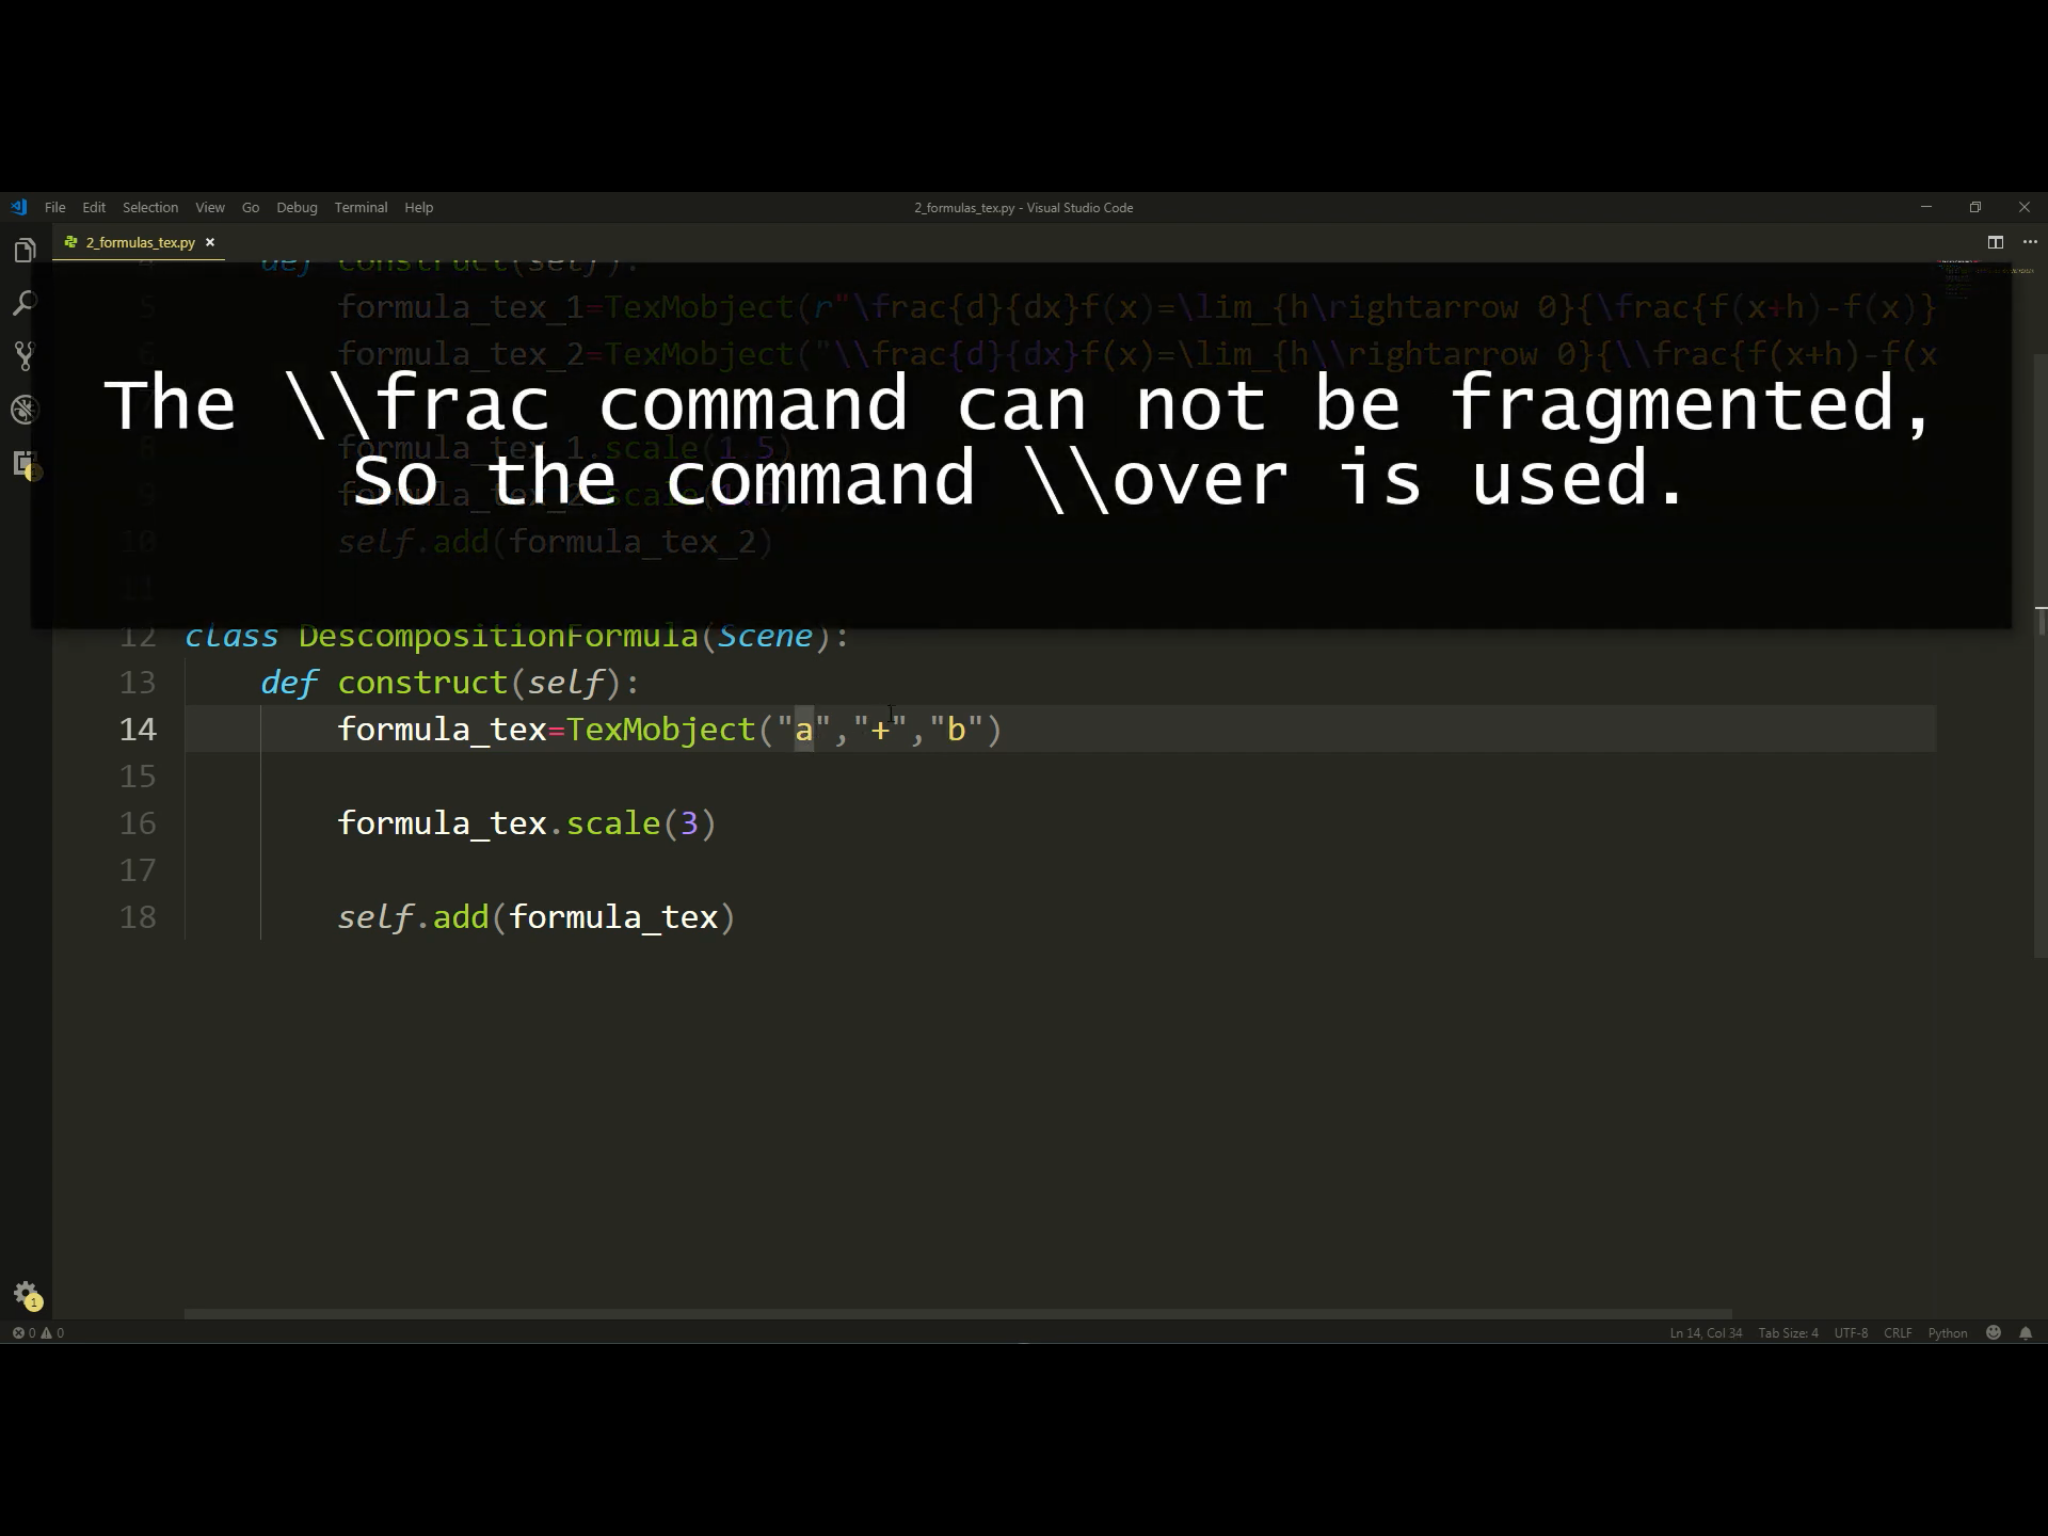 File Edit Selection View Go Debug Terminal Help
2_formulas_tex.py - Visual Studio Code
2_formulas_tex.py
def construct(self):
5 formula_tex_1=TexMobject(r"\frac{d}{dx}f(x)=\lim_{h\rightarrow 0}{\frac{f(x+h)-f(x)}
6 formula_tex_2=TexMobject("\\frac{d}{dx}f(x)=\lim_{h\\rightarrow 0}{\\frac{f(x+h)-f(x
The \\frac command can not be fragmented,
8 formula_tex_1.scale(1.5)
So the command \\over is used.
9 formula_tex_2.scale(
10 self.add(formula_tex_2)
11
12 class DescompositionFormula(Scene):
13 def construct(self):
14 formula_tex=TexMobject("a","+","b")
15
16 formula_tex.scale(3)
17
18 self.add(formula_tex)
1
0 0
Ln 14, Col 34 Tab Size: 4 UTF-8 CRLF Python